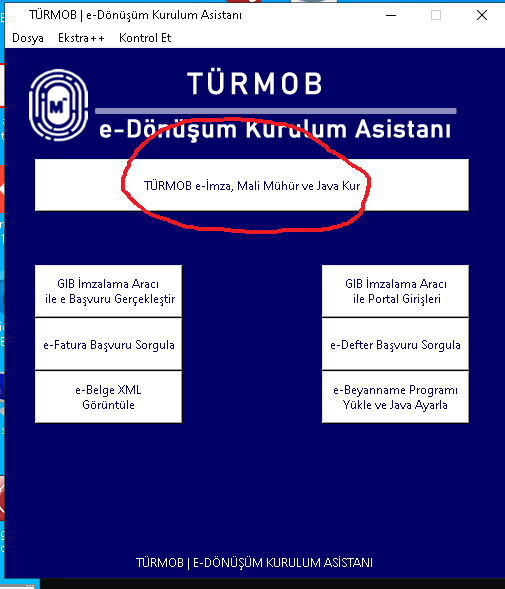 TÜRMOB | e-Dönüşüm Kurulum Asistanı
Dosya Ekstra++ Kontrol Et
TÜRMOB
e-Dönüşüm Kurulum Asistanı
TÜRMOB e-İmza, Mali Mühür ve Java Kur
GIB İmzalama Aracı
ile e Başvuru Gerçekleştir
GIB İmzalama Aracı
ile Portal Girişleri
e-Fatura Başvuru Sorgula
e-Defter Başvuru Sorgula
e-Belge XML
Görüntüle
e-Beyanname Programı
Yükle ve Java Ayarla
TÜRMOB | E-DÖNÜŞÜM KURULUM ASİSTANI